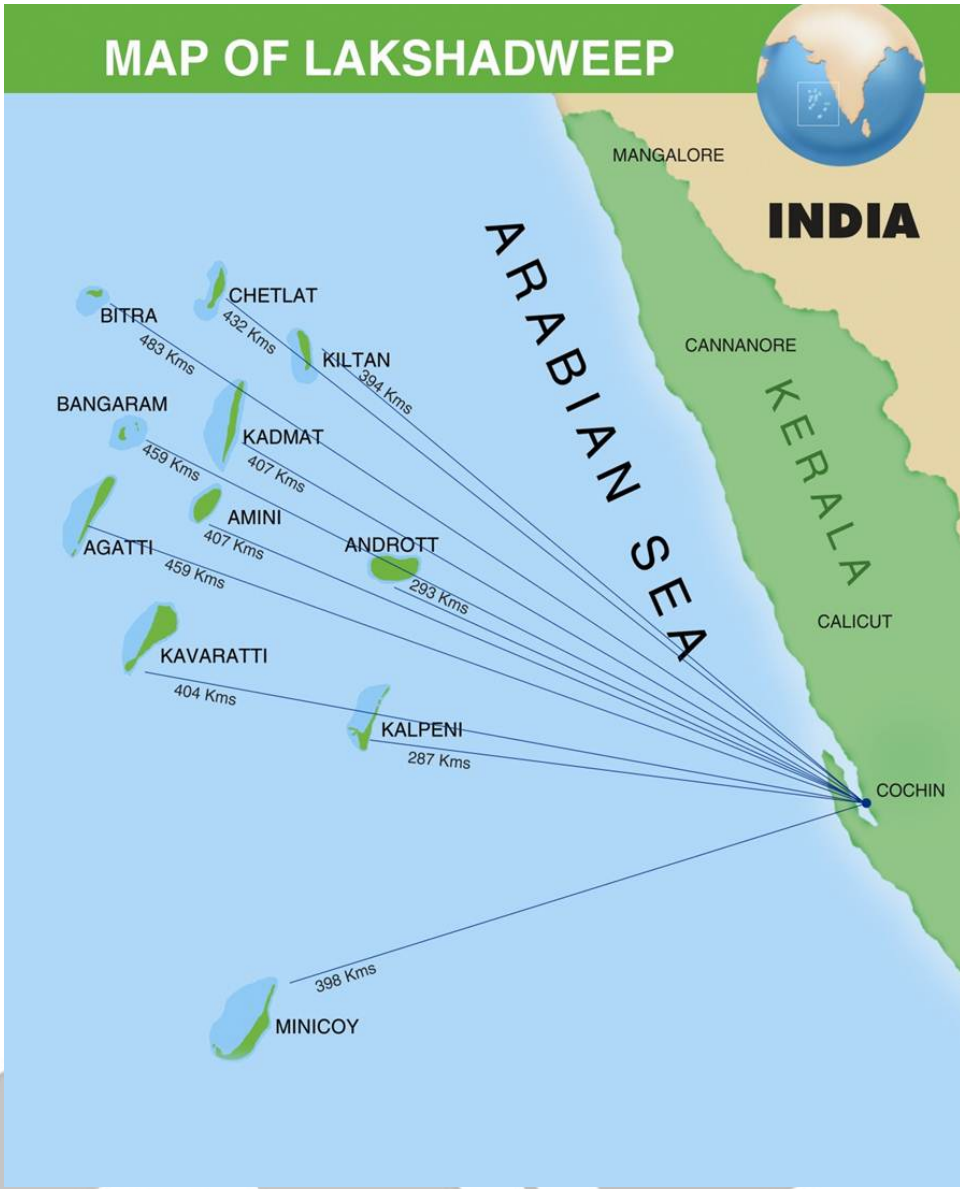 MAP OF LAKSHADWEEP
MANGALORE
INDIA
ARABIAN SEA
CHETLAT
432 Kms
BITRA
483 Kms
KILTAN
394 Kms
CANNANORE
KERALA
BANGARAM
459 Kms
KADMAT
407 Kms
AMINI
407 Kms
AGATTI
459 Kms
ANDROTT
293 Kms
CALICUT
KAVARATTI
404 Kms
KALPENI
287 Kms
COCHIN
398 Kms
MINICOY